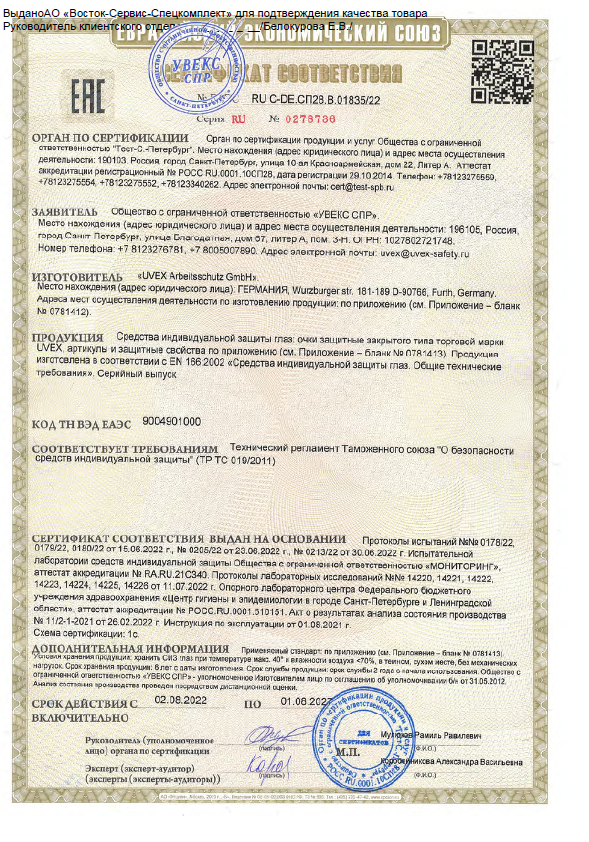 ВыданоАО «Восток-Сервис-Спецкомплект» для подтверждения качества товара
Руководитель клиентского отдела /Белокурова Е.В./
ЕВРАЗИЙСКИЙ ЭКОНОМИЧЕСКИЙ СОЮЗ
СЕРТИФИКАТ СООТВЕТСТВИЯ
УВЕКС
СПР
САНКТ-ПЕТЕРБУРГ
ЕАС
RU C-DE.СП28.В.01835/22
Серия RU № 0278736
ОРГАН ПО СЕРТИФИКАЦИИ Орган по сертификации продукции и услуг Общества с ограниченной
ответственностью "Тест-С.-Петербург". Место нахождения (адрес юридического лица) и адрес места осуществления
деятельности: 190103, Россия, город Санкт-Петербург, улица 10-ая Красноармейская, дом 22, Литер А. Аттестат
аккредитации регистрационный № РОСС RU.0001.10СП28, дата регистрации 29.10.2014. Телефон: +78123275559,
+78123275554, +78123275552, +78123340262. Адрес электронной почты: cert@test-spb.ru
ЗАЯВИТЕЛЬ Общество с ограниченной ответственностью «УВЕКС СПР».
Место нахождения (адрес юридического лица) и адрес места осуществления деятельности: 196105, Россия,
город Санкт-Петербург, улица Благодатная, дом 67, литер А, пом. 3-Н. ОГРН: 1027802721748.
Номер телефона: +7 8123276781, +7 8005007890. Адрес электронной почты: uvex@uvex-safety.ru
ИЗГОТОВИТЕЛЬ «UVEX Arbeitsschutz GmbH».
Место нахождения (адрес юридического лица): ГЕРМАНИЯ, Wurzburger str. 181-189 D-90766, Furth, Germany.
Адреса мест осуществления деятельности по изготовлению продукции: по приложению (см. Приложение – бланк
№ 0781412).
ПРОДУКЦИЯ Средства индивидуальной защиты глаз: очки защитные закрытого типа торговой марки
UVEX, артикулы и защитные свойства по приложению (см. Приложение – бланк № 0781413). Продукция
изготовлена в соответствии с EN 166:2002 «Средства индивидуальной защиты глаз. Общие технические
требования». Серийный выпуск
КОД ТН ВЭД ЕАЭС 9004901000
СООТВЕТСТВУЕТ ТРЕБОВАНИЯМ Технический регламент Таможенного союза "О безопасности
средств индивидуальной защиты" (ТР ТС 019/2011)
СЕРТИФИКАТ СООТВЕТСТВИЯ ВЫДАН НА ОСНОВАНИИ Протоколы испытаний №№ 0178/22,
0179/22, 0180/22 от 15.06.2022 г., № 0205/22 от 23.06.2022 г., № 0213/22 от 30.06.2022 г. Испытательной
лаборатории средств индивидуальной защиты Общества с ограниченной ответственностью «МОНИТОРИНГ»,
аттестат аккредитации № RA.RU.21СЗ40. Протоколы лабораторных исследований №№ 14220, 14221, 14222,
14223, 14224, 14225, 14226 от 11.07.2022 г. Опорного лабораторного центра Федерального бюджетного
учреждения здравоохранения «Центр гигиены и эпидемиологии в городе Санкт-Петербурге и Ленинградской
области», аттестат аккредитации № РОСС.RU.0001.510151. Акт о результатах анализа состояния производства
№ 11/2-1-2021 от 26.02.2022 г. Инструкция по эксплуатации от 01.08.2021 г.
Схема сертификации: 1с.
ДОПОЛНИТЕЛЬНАЯ ИНФОРМАЦИЯ Применяемый стандарт: по приложению (см. Приложение – бланк № 0781413).
Условия хранения продукции: хранить СИЗ глаз при температуре макс. 40° и влажности воздуха <70%, в темном, сухом месте, без механических
нагрузок. Срок хранения продукции: 6 лет с даты изготовления. Срок службы продукции: срок службы 2 года с начала использования. Общество с
ограниченной ответственностью «УВЕКС СПР» - уполномоченное Изготовителем лицо по соглашению об уполномочивании б/н от 31.05.2012.
Анализ состояния производства проведен посредством дистанционной оценки.
СРОК ДЕЙСТВИЯ С 02.08.2022 ПО 01.08.2027
ВКЛЮЧИТЕЛЬНО
Руководитель (уполномоченное
лицо) органа по сертификации
(подпись)
Мулюков Рамиль Равилевич
(Ф.И.О.)
М.П.
ДЛЯ
СЕРТИФИКАТОВ
РОСС RU.0001.10СП28
Эксперт (эксперт-аудитор)
(эксперты (эксперты-аудиторы))
(подпись)
Коробейникова Александра Васильевна
(Ф.И.О.)